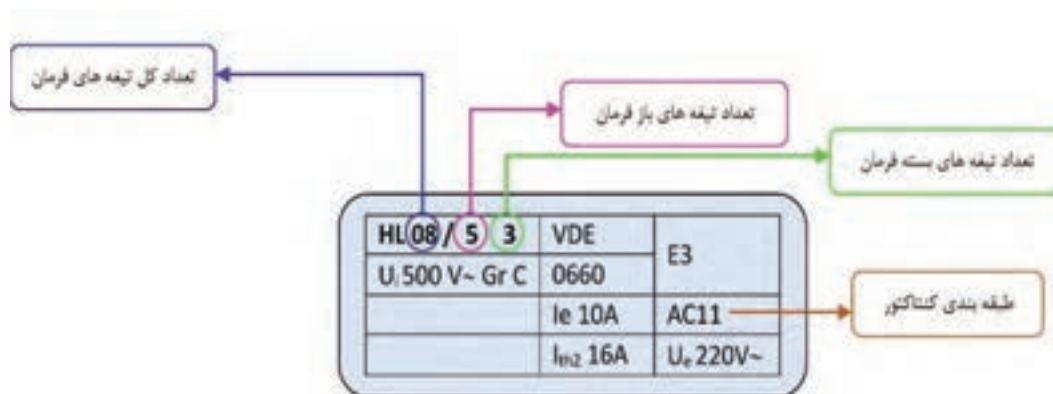 تعداد کل تیغه های فرمان
تعداد تیغه های باز فرمان
تعداد تیغه های بسته فرمان
HL 08 / 5 3 VDE E3
Ui 500 V~ Gr C 0660
Ie 10A AC11
Ith2 16A Ue 220V~
طبقه بندی کنتاکتور